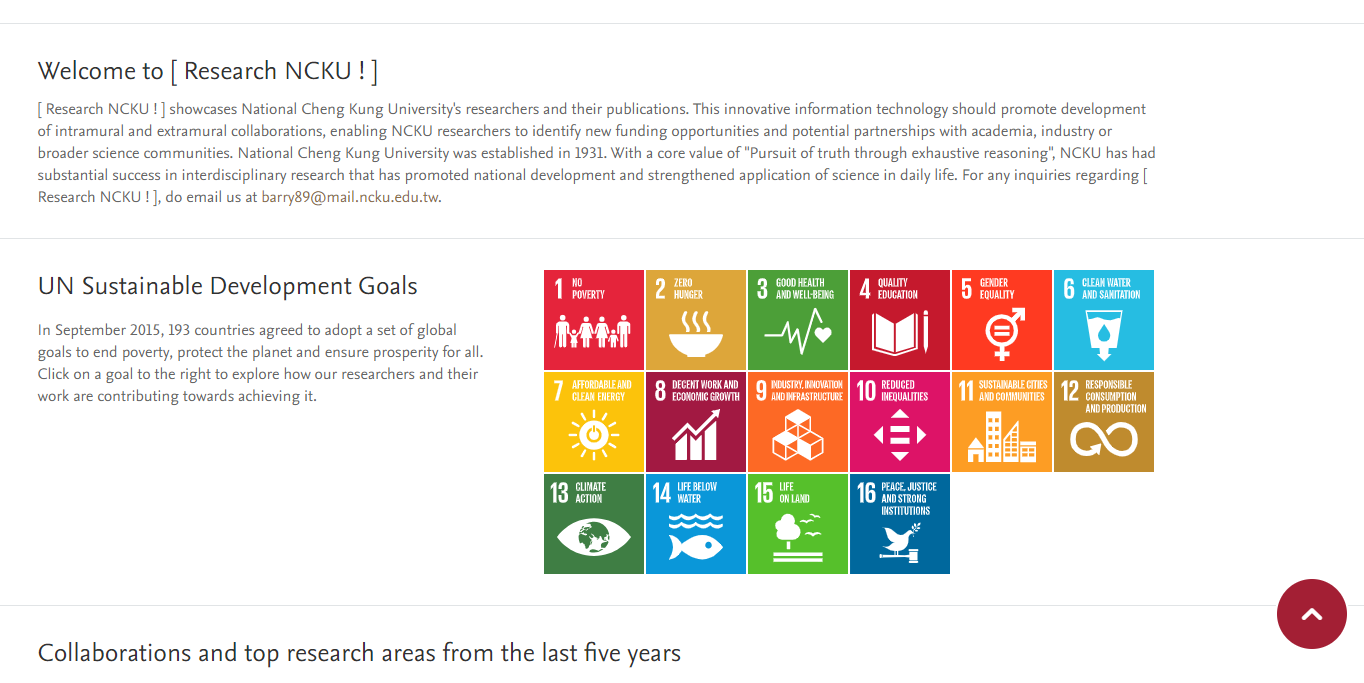 Welcome to [ Research NCKU ! ]
[ Research NCKU ! ] showcases National Cheng Kung University's researchers and their publications. This innovative information technology should promote development
of intramural and extramural collaborations, enabling NCKU researchers to identify new funding opportunities and potential partnerships with academia, industry or
broader science communities. National Cheng Kung University was established in 1931. With a core value of "Pursuit of truth through exhaustive reasoning", NCKU has had
substantial success in interdisciplinary research that has promoted national development and strengthened application of science in daily life. For any inquiries regarding [
Research NCKU ! ], do email us at barry89@mail.ncku.edu.tw.
UN Sustainable Development Goals
In September 2015, 193 countries agreed to adopt a set of global
goals to end poverty, protect the planet and ensure prosperity for all.
Click on a goal to the right to explore how our researchers and their
work are contributing towards achieving it.
1 NO
POVERTY
2 ZERO
HUNGER
3 GOOD HEALTH
AND WELL-BEING
4 QUALITY
EDUCATION
5 GENDER
EQUALITY
6 CLEAN WATER
AND SANITATION
7 AFFORDABLE AND
CLEAN ENERGY
8 DECENT WORK AND
ECONOMIC GROWTH
9 INDUSTRY, INNOVATION
AND INFRASTRUCTURE
10 REDUCED
INEQUALITIES
11 SUSTAINABLE CITIES
AND COMMUNITIES
12 RESPONSIBLE
CONSUMPTION
AND PRODUCTION
13 CLIMATE
ACTION
14 LIFE BELOW
WATER
15 LIFE
ON LAND
16 PEACE, JUSTICE
AND STRONG
INSTITUTIONS
Collaborations and top research areas from the last five years